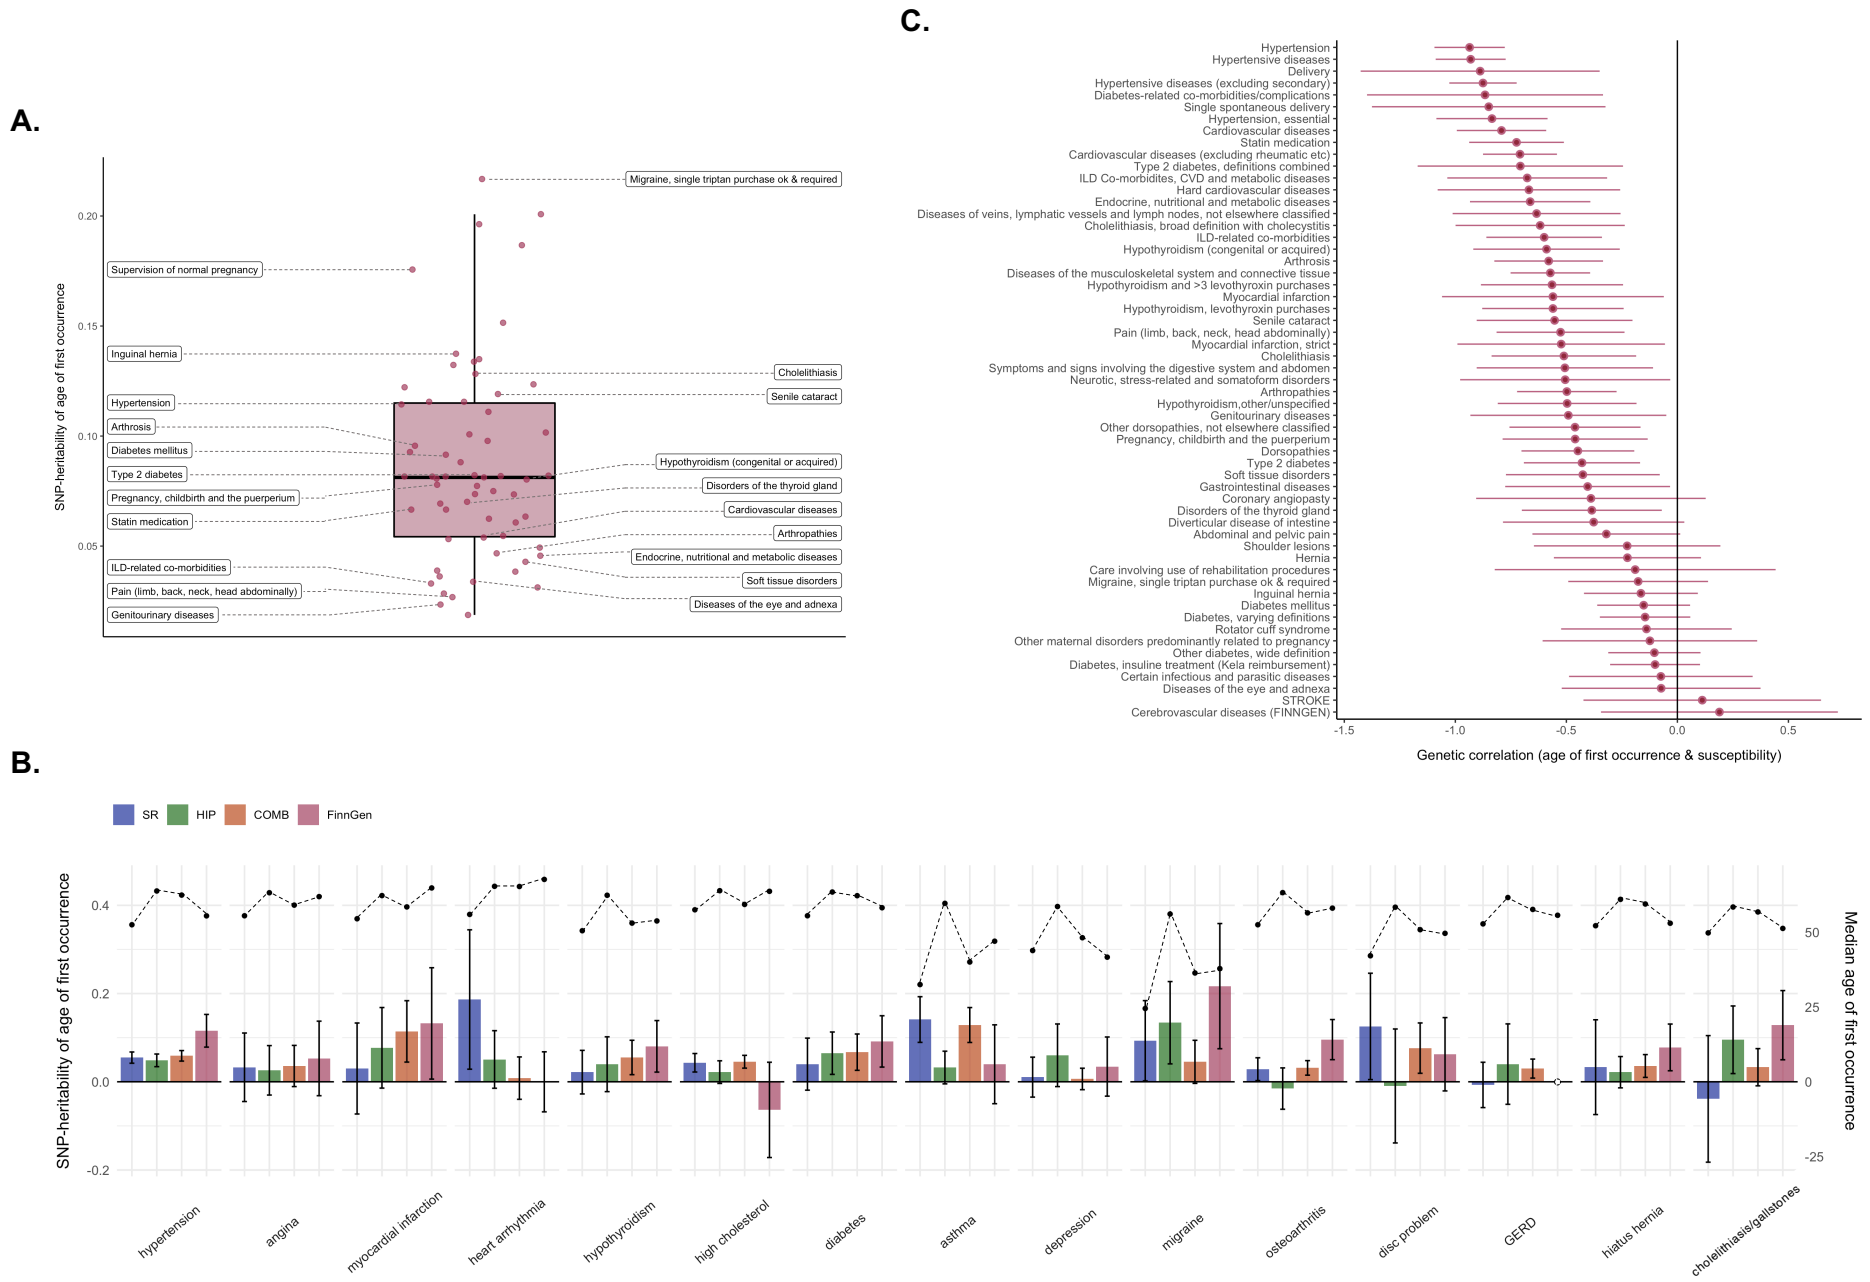 A.
SNP-heritability of age of first occurrence
0.20
0.15
0.10
0.05
Migraine, single triptan purchase ok & required
Supervision of normal pregnancy
Inguinal hernia
Cholelithiasis
Senile cataract
Hypertension
Arthrosis
Diabetes mellitus
Type 2 diabetes
Pregnancy, childbirth and the puerperium
Statin medication
Hypothyroidism (congenital or acquired)
Disorders of the thyroid gland
Cardiovascular diseases
Arthropathies
Endocrine, nutritional and metabolic diseases
Soft tissue disorders
Diseases of the eye and adnexa
ILD-related co-morbidities
Pain (limb, back, neck, head abdominally)
Genitourinary diseases
C.
Hypertension
Hypertensive diseases
Delivery
Hypertensive diseases (excluding secondary)
Diabetes-related co-morbidities/complications
Single spontaneous delivery
Hypertension, essential
Cardiovascular diseases
Statin medication
Cardiovascular diseases (excluding rheumatic etc)
Type 2 diabetes, definitions combined
ILD Co-morbidites, CVD and metabolic diseases
Hard cardiovascular diseases
Endocrine, nutritional and metabolic diseases
Diseases of veins, lymphatic vessels and lymph nodes, not elsewhere classified
Cholelithiasis, broad definition with cholecystitis
ILD-related co-morbidities
Hypothyroidism (congenital or acquired)
Arthrosis
Diseases of the musculoskeletal system and connective tissue
Hypothyroidism and >3 levothyroxin purchases
Myocardial infarction
Hypothyroidism, levothyroxin purchases
Senile cataract
Pain (limb, back, neck, head abdominally)
Myocardial infarction, strict
Cholelithiasis
Symptoms and signs involving the digestive system and abdomen
Neurotic, stress-related and somatoform disorders
Arthropathies
Hypothyroidism,other/unspecified
Genitourinary diseases
Other dorsopathies, not elsewhere classified
Pregnancy, childbirth and the puerperium
Dorsopathies
Type 2 diabetes
Soft tissue disorders
Gastrointestinal diseases
Coronary angiopasty
Disorders of the thyroid gland
Diverticular disease of intestine
Abdominal and pelvic pain
Shoulder lesions
Hernia
Care involving use of rehabilitation procedures
Migraine, single triptan purchase ok & required
Inguinal hernia
Diabetes mellitus
Diabetes, varying definitions
Rotator cuff syndrome
Other maternal disorders predominantly related to pregnancy
Other diabetes, wide definition
Diabetes, insuline treatment (Kela reimbursement)
Certain infectious and parasitic diseases
Diseases of the eye and adnexa
STROKE
Cerebrovascular diseases (FINNGEN)
-1.5 -1.0 -0.5 0.0 0.5
Genetic correlation (age of first occurrence & susceptibility)
B.
SR HIP COMB FinnGen
SNP-heritability of age of first occurrence
0.4
0.2
0.0
-0.2
Median age of first occurrence
50
25
0
-25
hypertension
angina
myocardial infarction
heart arrhythmia
hypothyroidism
high cholesterol
diabetes
asthma
depression
migraine
osteoarthritis
disc problem
GERD
hiatus hernia
cholelithiasis/gallstones